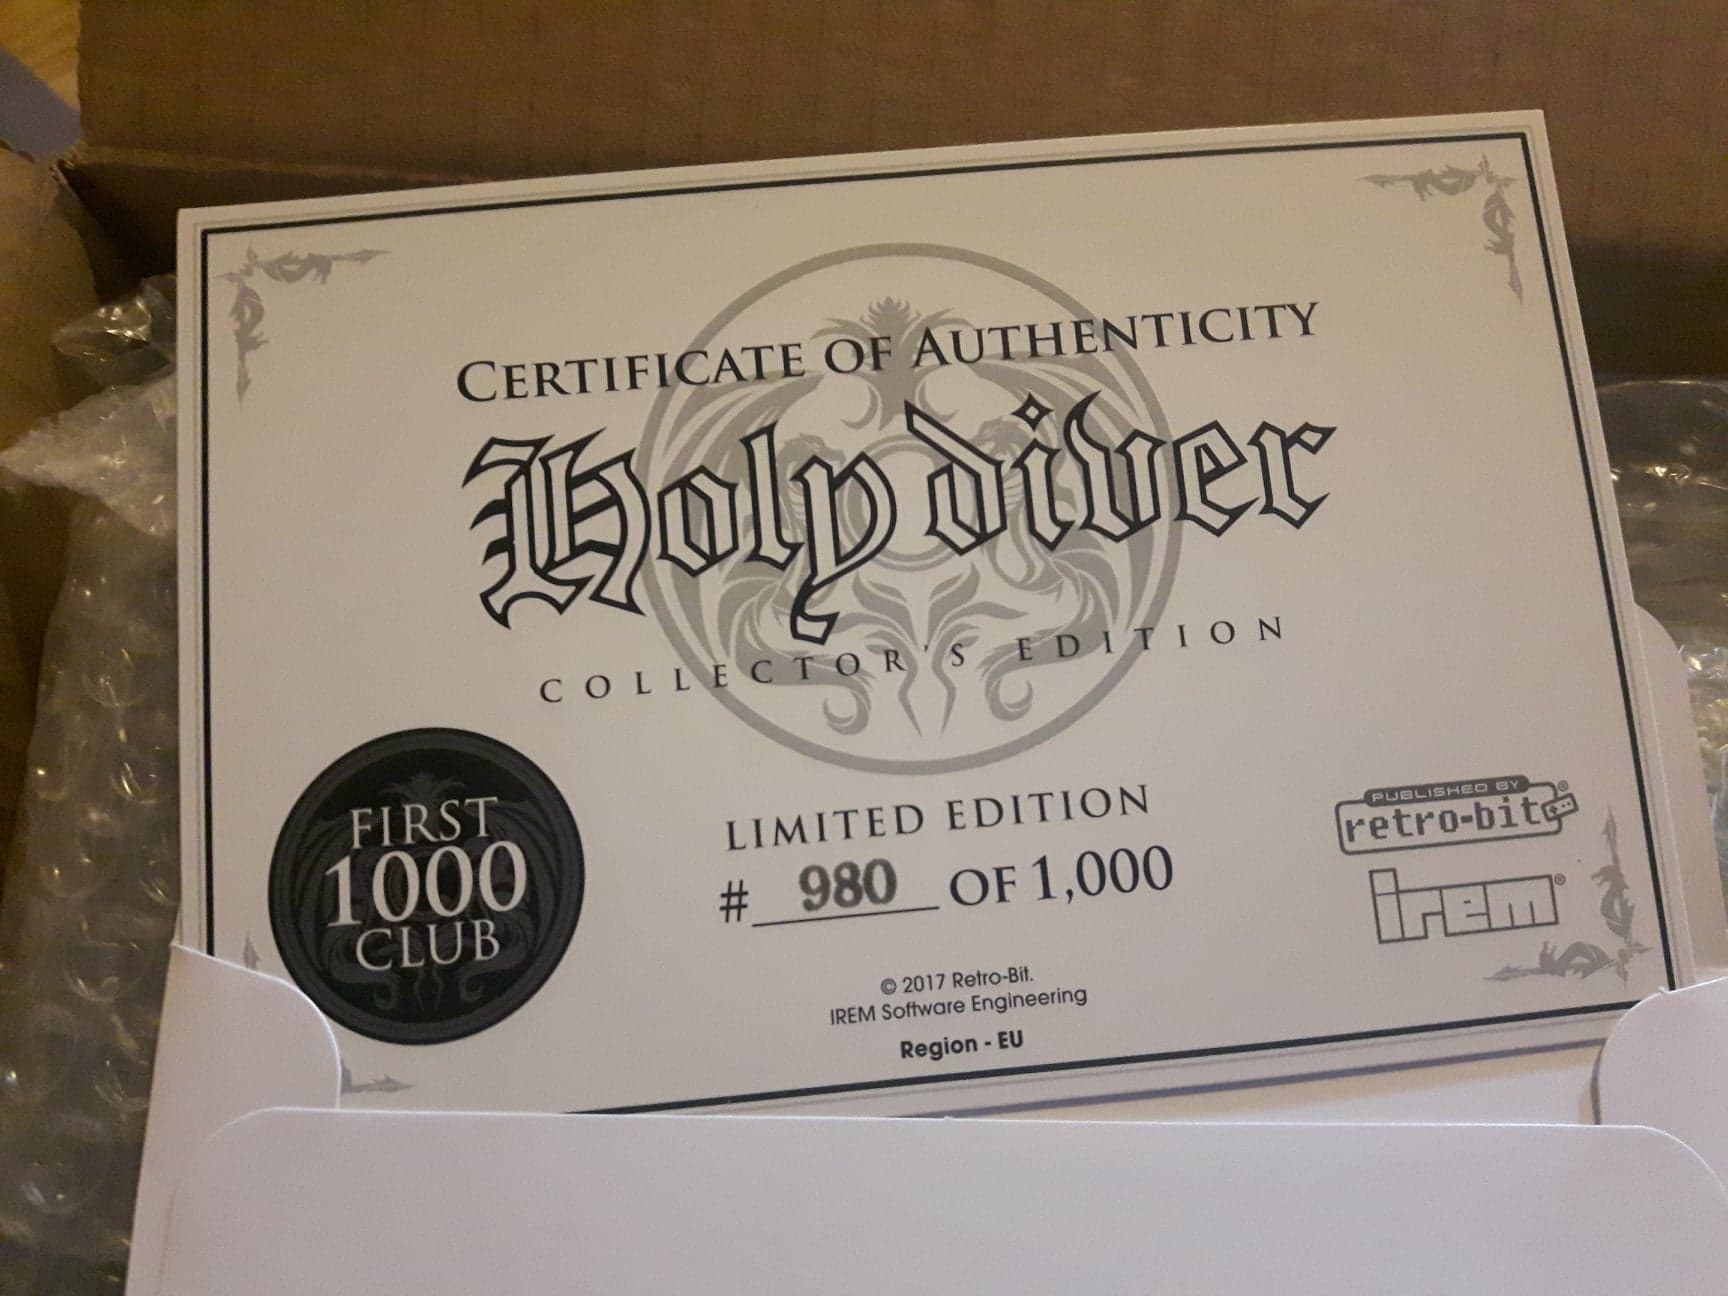 CERTIFICATE OF AUTHENTICITY
Holy diver
COLLECTOR'S EDITION
FIRST
1000
CLUB
LIMITED EDITION
# 980 OF 1,000
PUBLISHED BY
retro-bit®
irem®
© 2017 Retro-Bit.
IREM Software Engineering
Region - EU